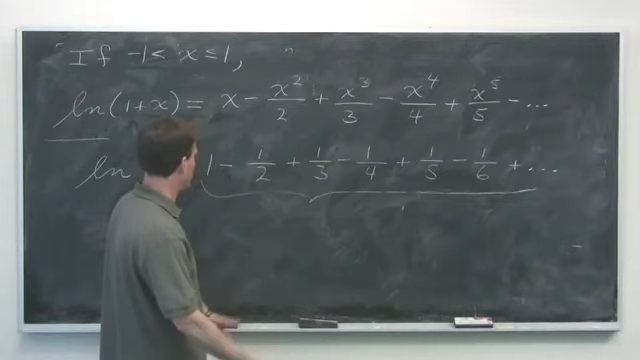 " If -1 < x ≤ 1, "
ln(1+x) = x - x²/2 + x³/3 - x⁴/4 + x⁵/5 - ...
ln 1 - 1/2 + 1/3 - 1/4 + 1/5 - 1/6 + ...